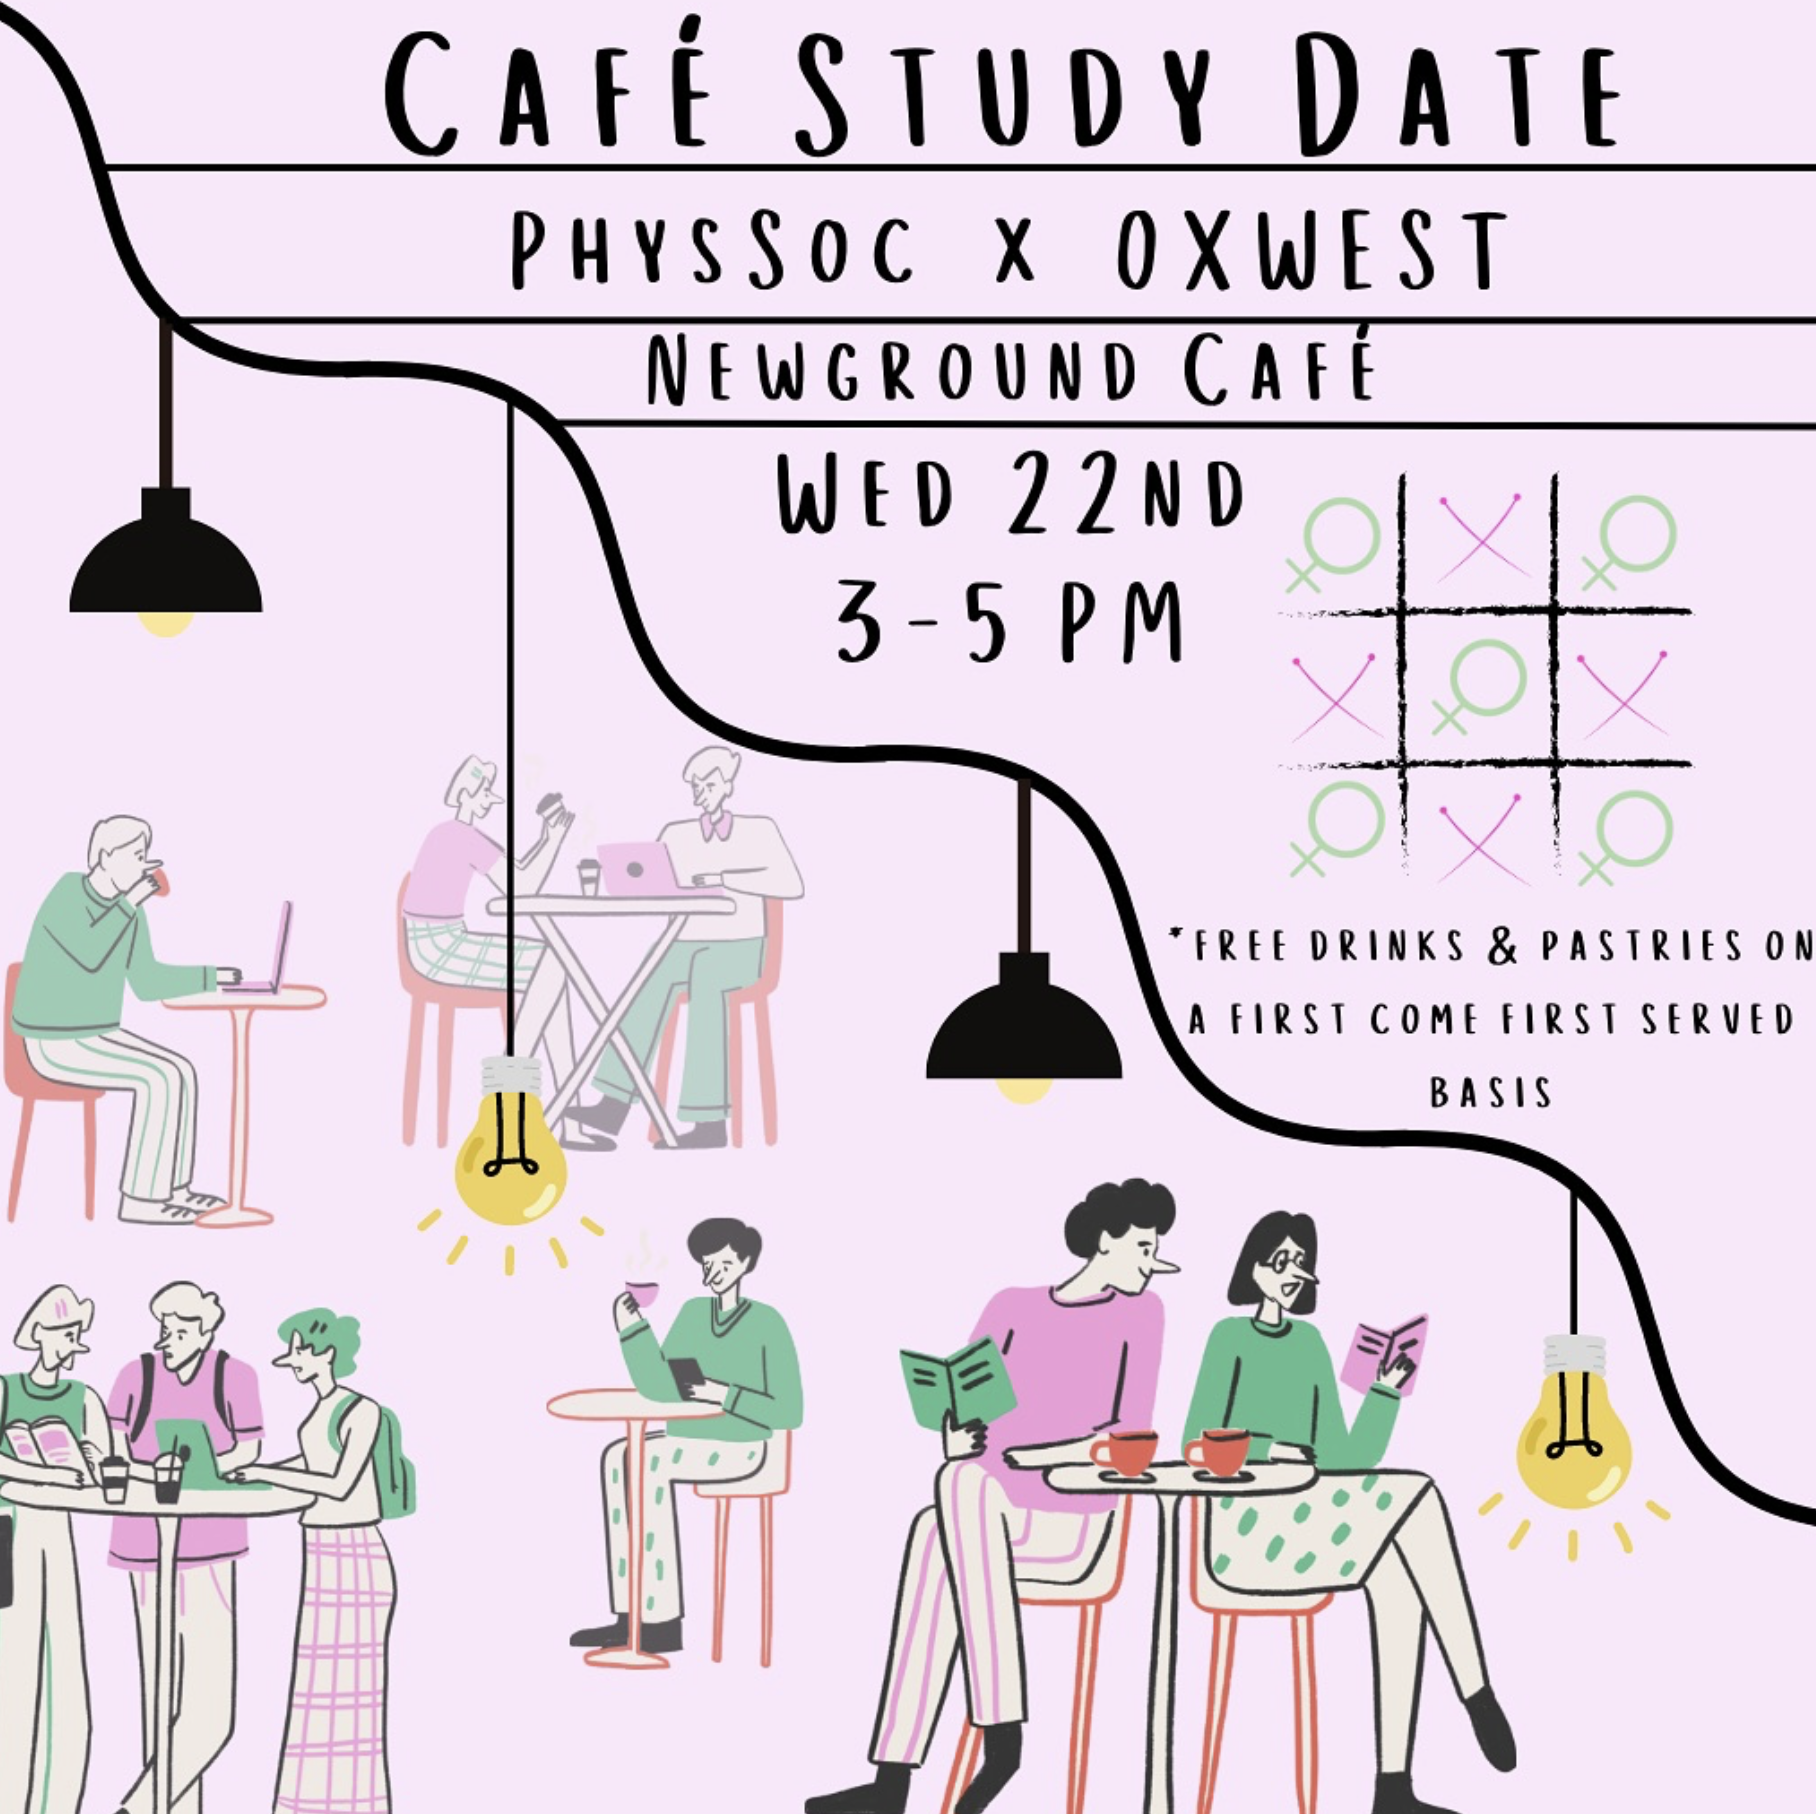 CAFÉ STUDY DATE
PHYSSOC X OXWEST
NEWGROUND CAFÉ
WED 22ND
3-5 PM
*FREE DRINKS & PASTRIES ON
A FIRST COME FIRST SERVED
BASIS